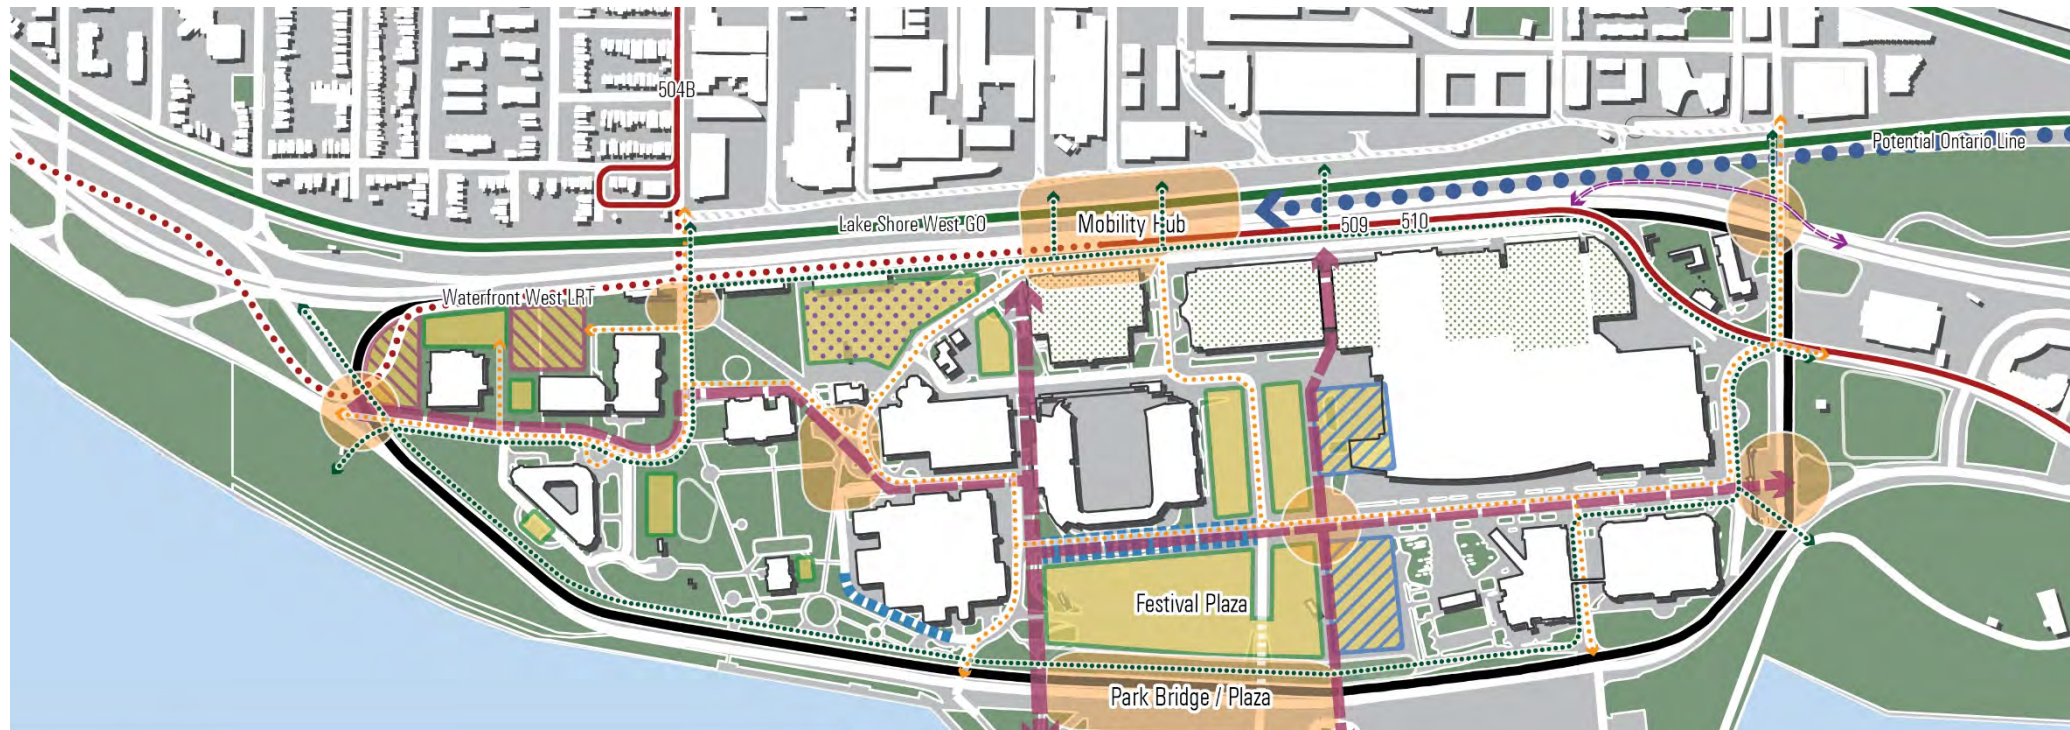 504B
Potential Ontario Line
Lake Shore West GO
Mobility Hub
509
510
Waterfront West LRT
Festival Plaza
Park Bridge / Plaza